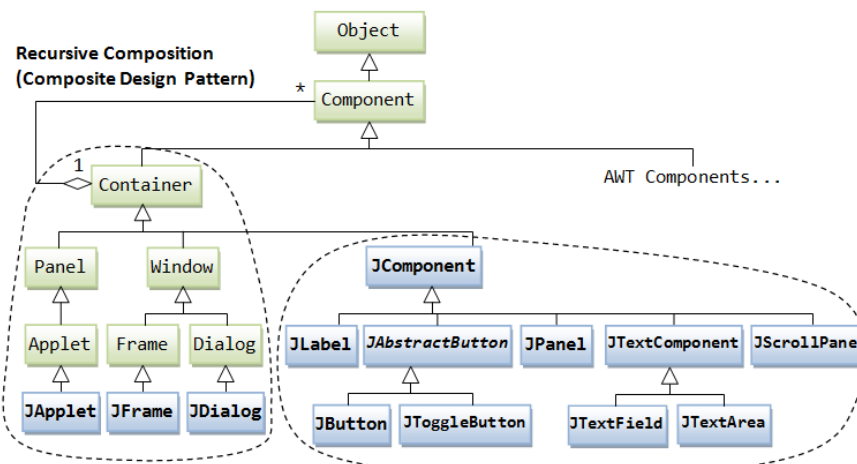 Object
Recursive Composition
(Composite Design Pattern)
*
Component
1
Container
AWT Components...
Panel
Window
JComponent
Applet
Frame
Dialog
JLabel
JAbstractButton
JPanel
JTextComponent
JScrollPane
JApplet
JFrame
JDialog
JButton
JToggleButton
JTextField
JTextArea